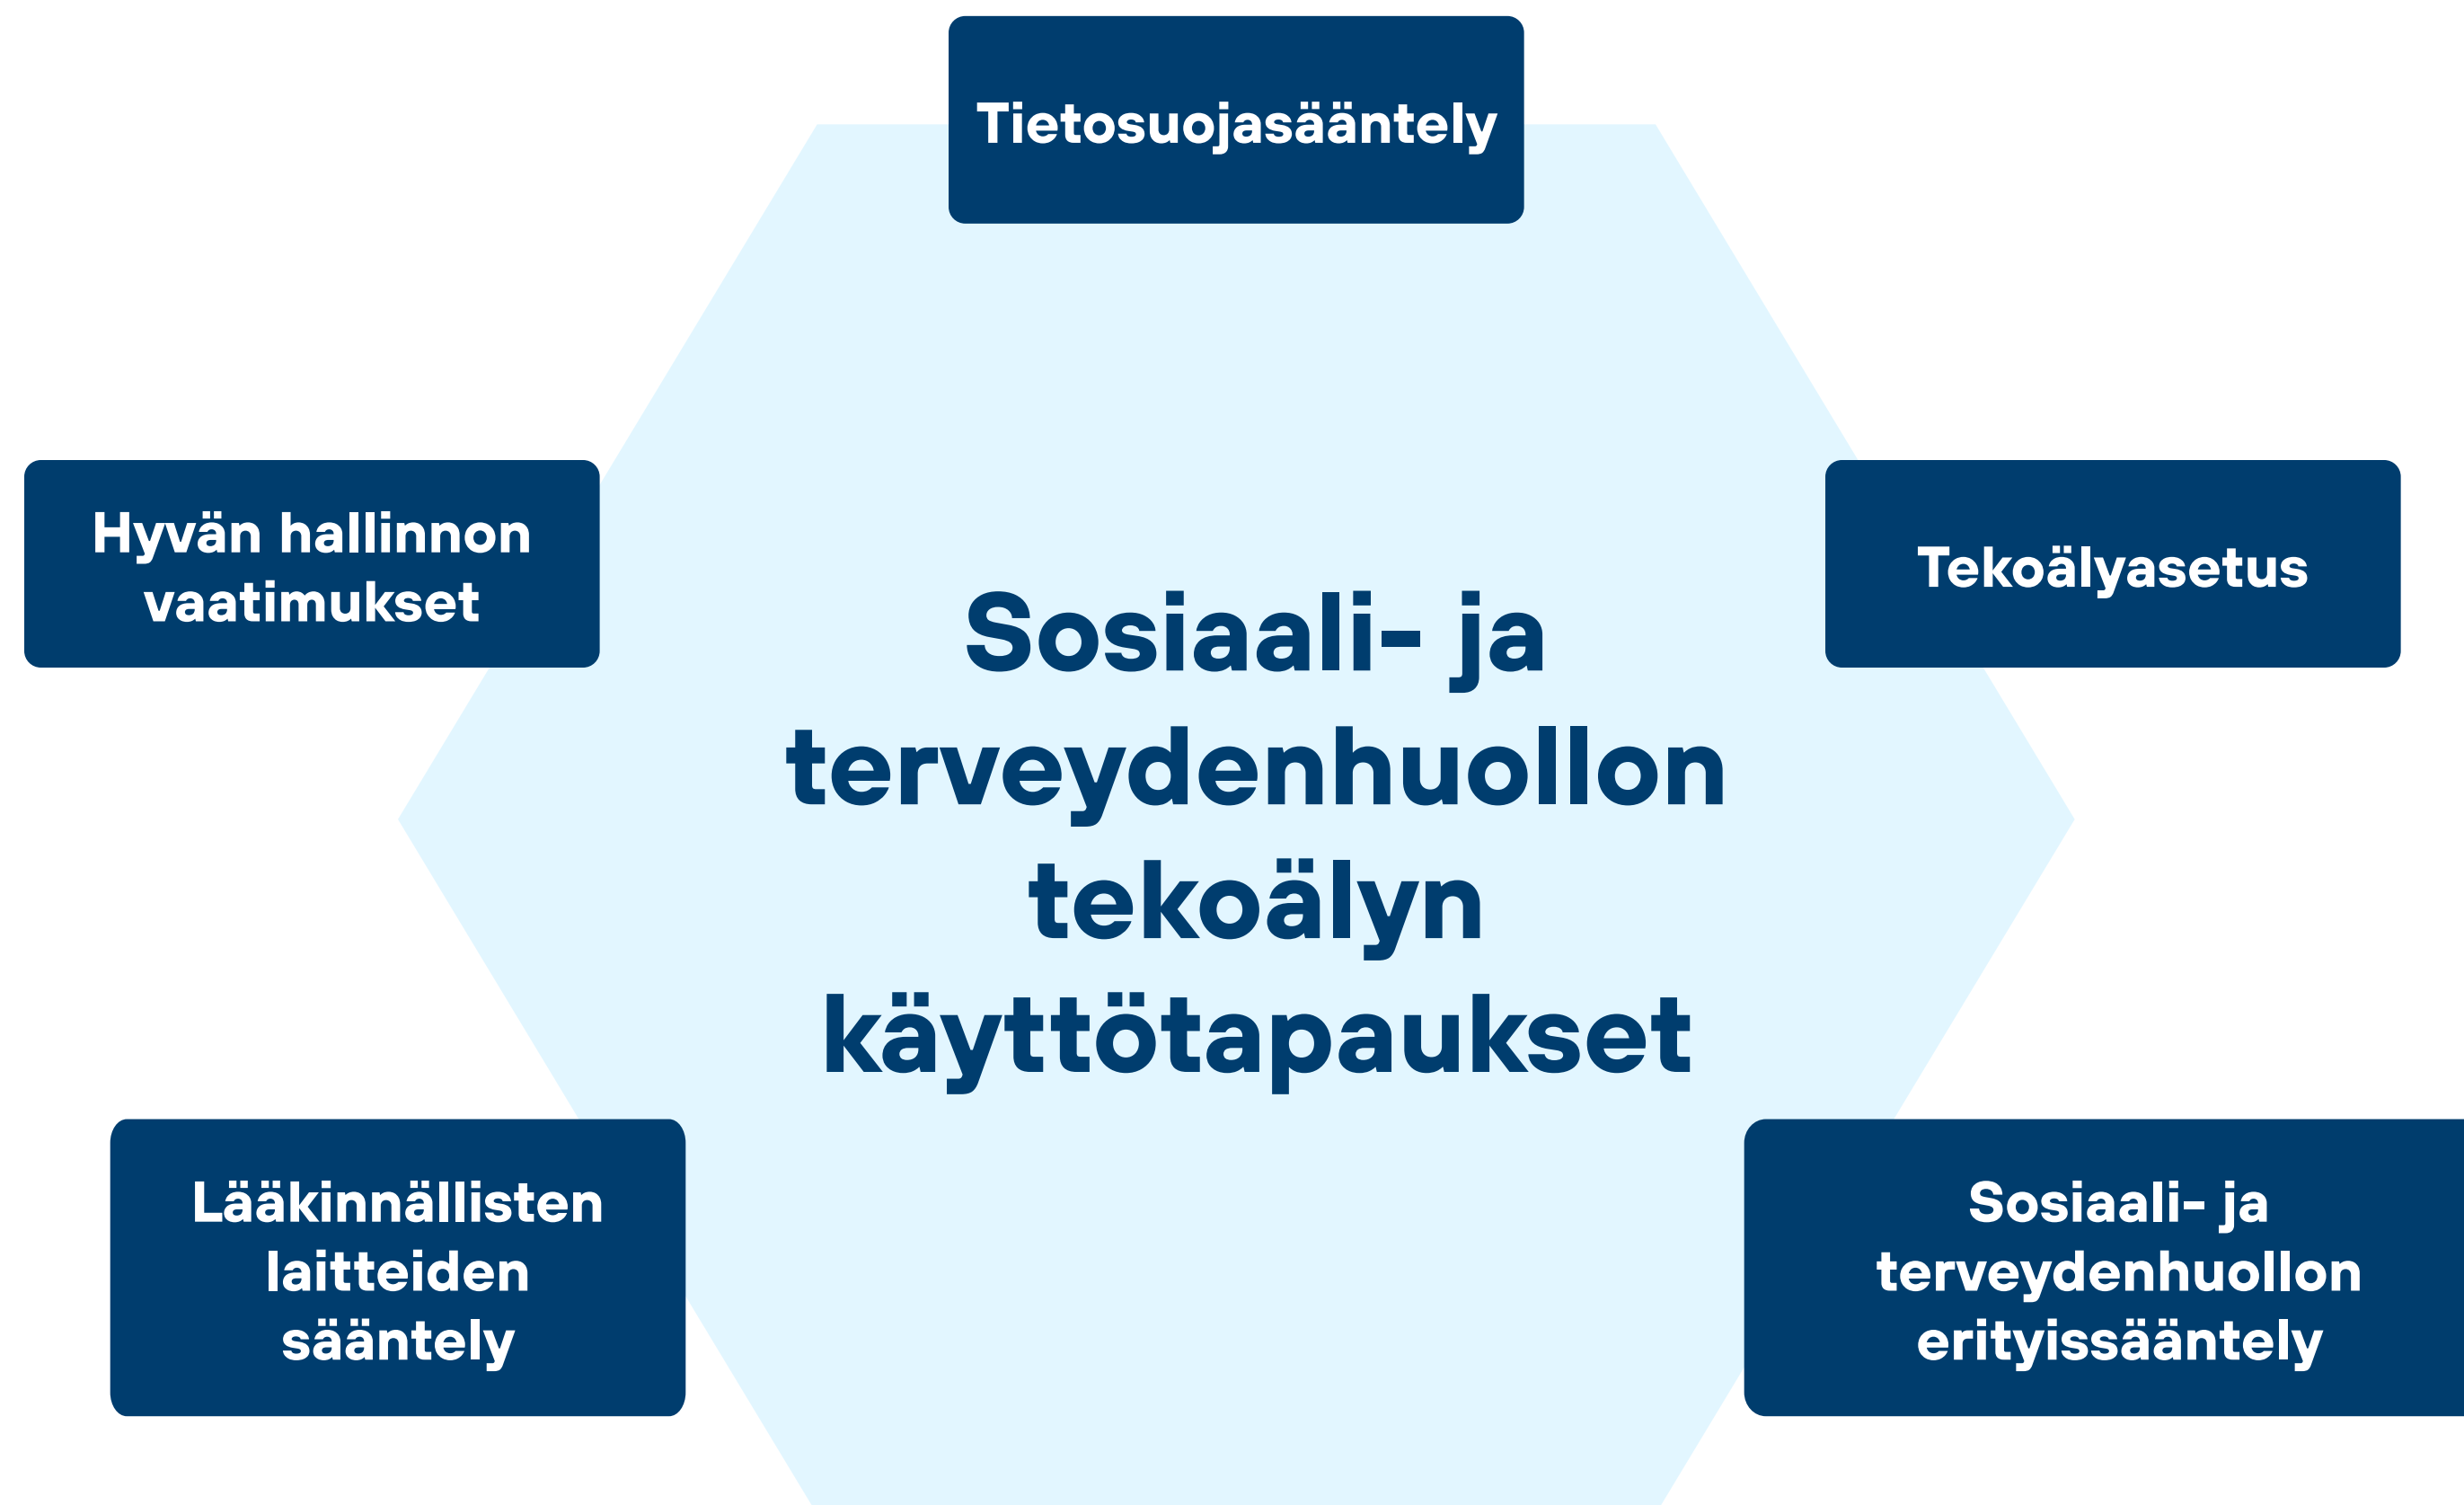 Tietosuojasääntely
Hyvän hallinnon
vaatimukset
Tekoälyasetus
Sosiaali- ja
terveydenhuollon
tekoälyn
käyttötapaukset
Lääkinnällisten
laitteiden
sääntely
Sosiaali- ja
terveydenhuollon
erityissääntely